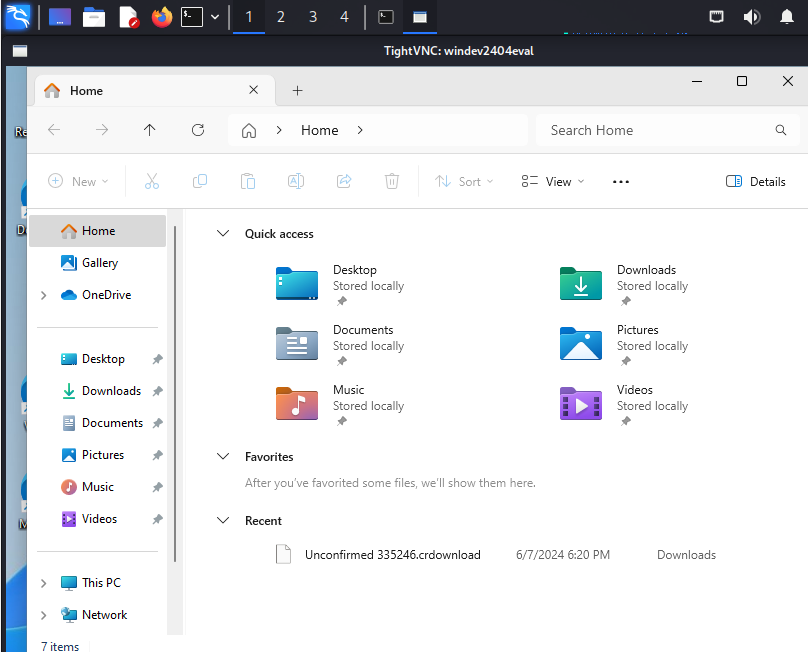 1 2 3 4
TightVNC: windev2404eval
Home
Home
Search Home
New
Sort
View
Details
Home
Gallery
OneDrive
Desktop
Downloads
Documents
Pictures
Music
Videos
This PC
Network
7 items
Quick access
Desktop
Stored locally
Downloads
Stored locally
Documents
Stored locally
Pictures
Stored locally
Music
Stored locally
Videos
Stored locally
Favorites
After you've favorited some files, we'll show them here.
Recent
Unconfirmed 335246.crdownload 6/7/2024 6:20 PM Downloads